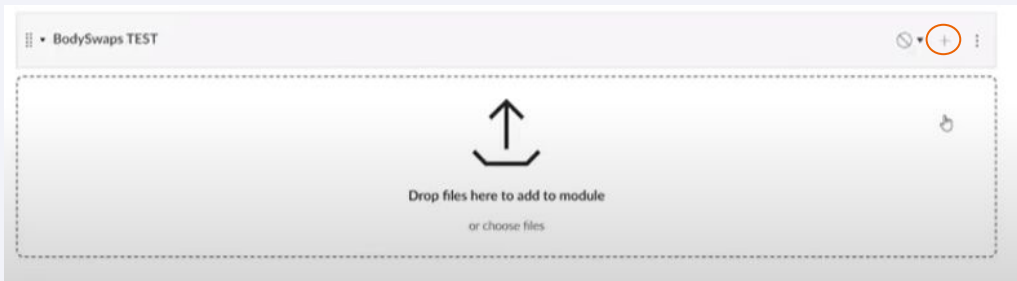 BodySwaps TEST
Drop files here to add to module
or choose files